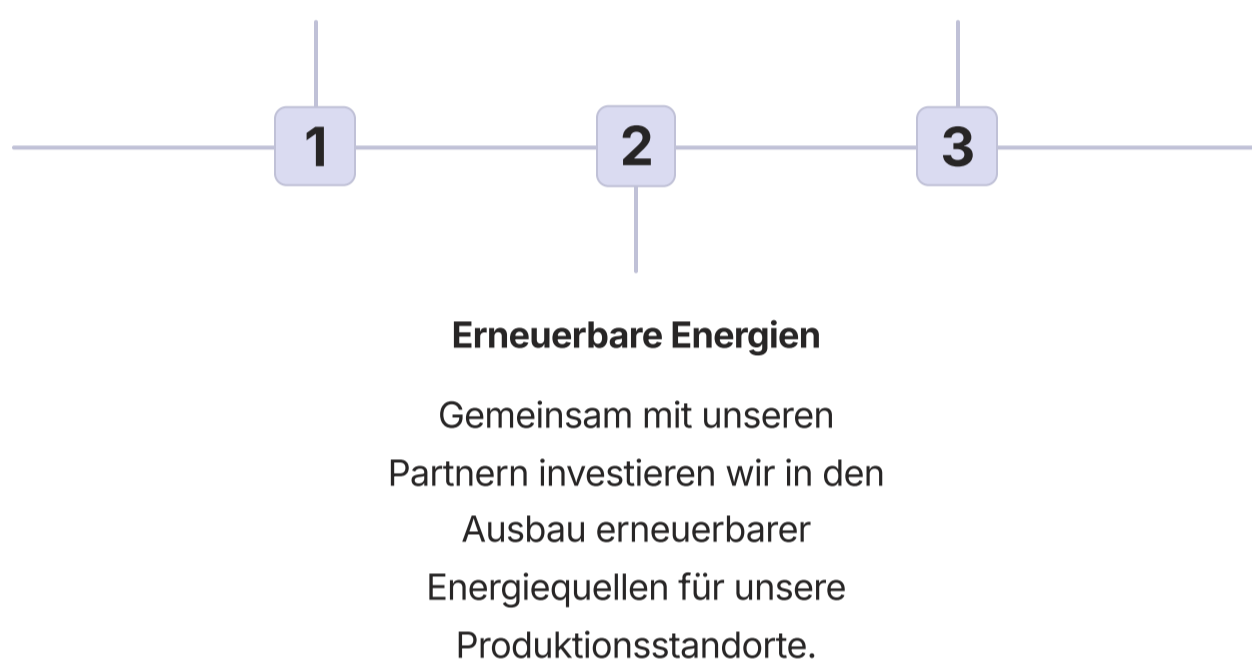 1
2
3
Erneuerbare Energien
Gemeinsam mit unseren
Partnern investieren wir in den
Ausbau erneuerbarer
Energiequellen für unsere
Produktionsstandorte.